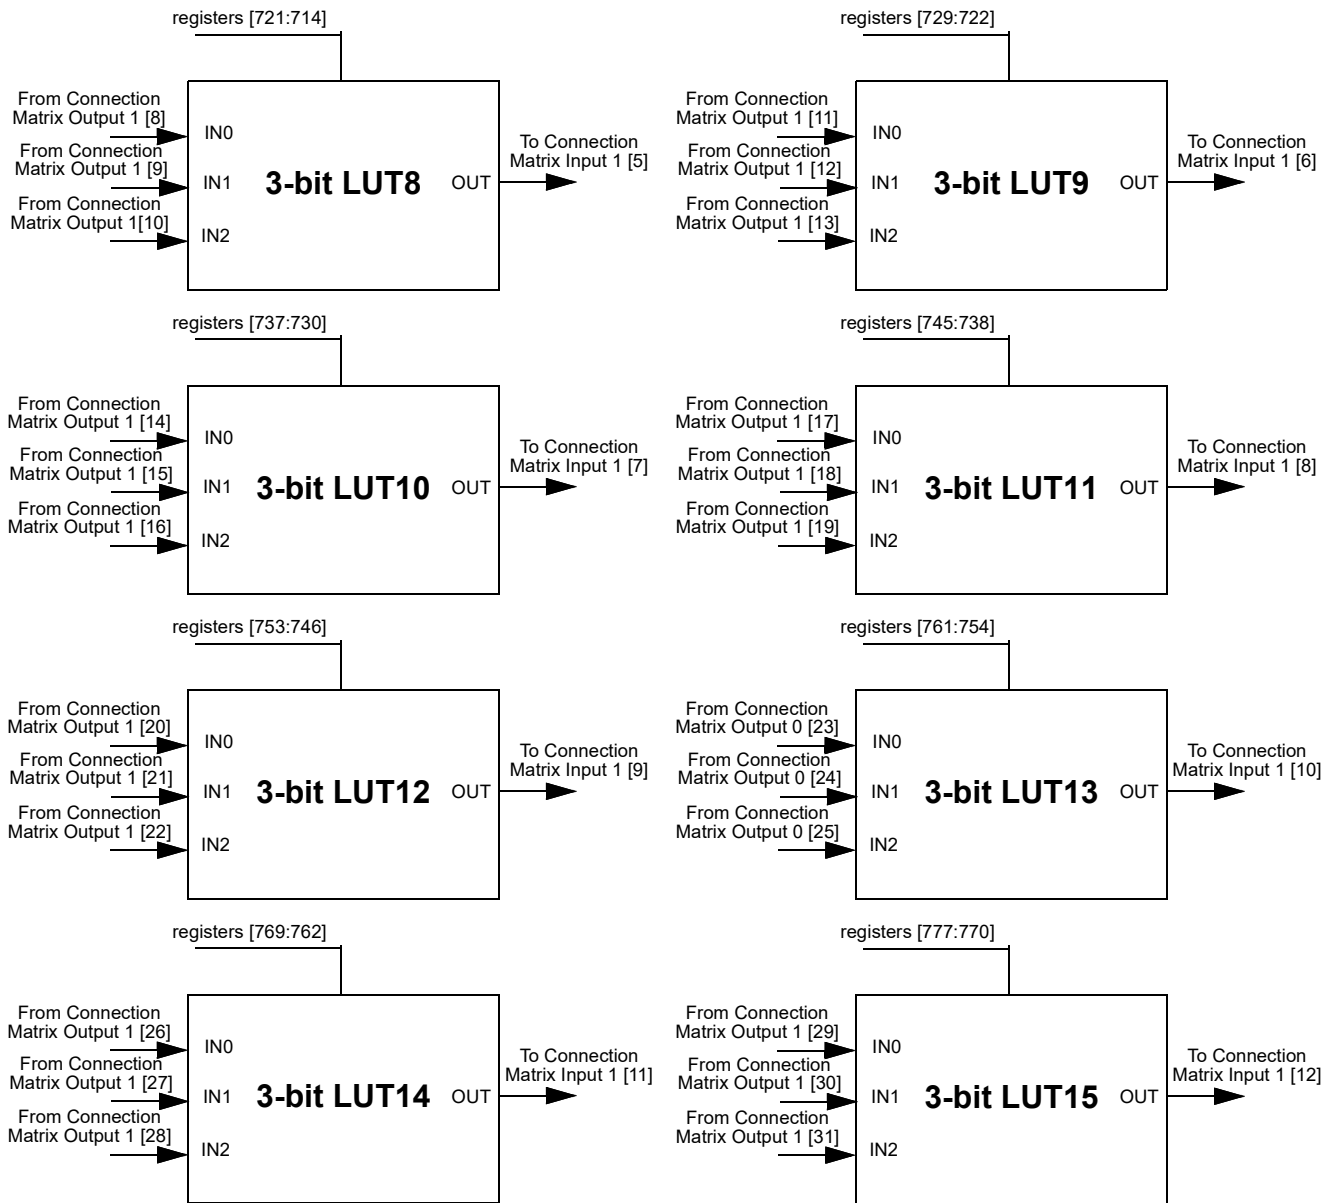 registers [721:714]
From Connection
Matrix Output 1 [8]
From Connection
Matrix Output 1 [9]
From Connection
Matrix Output 1[10]
IN0
IN1
IN2
3-bit LUT8
OUT
To Connection
Matrix Input 1 [5]
registers [729:722]
From Connection
Matrix Output 1 [11]
From Connection
Matrix Output 1 [12]
From Connection
Matrix Output 1 [13]
IN0
IN1
IN2
3-bit LUT9
OUT
To Connection
Matrix Input 1 [6]
registers [737:730]
From Connection
Matrix Output 1 [14]
From Connection
Matrix Output 1 [15]
From Connection
Matrix Output 1 [16]
IN0
IN1
IN2
3-bit LUT10
OUT
To Connection
Matrix Input 1 [7]
registers [745:738]
From Connection
Matrix Output 1 [17]
From Connection
Matrix Output 1 [18]
From Connection
Matrix Output 1 [19]
IN0
IN1
IN2
3-bit LUT11
OUT
To Connection
Matrix Input 1 [8]
registers [753:746]
From Connection
Matrix Output 1 [20]
From Connection
Matrix Output 1 [21]
From Connection
Matrix Output 1 [22]
IN0
IN1
IN2
3-bit LUT12
OUT
To Connection
Matrix Input 1 [9]
registers [761:754]
From Connection
Matrix Output 0 [23]
From Connection
Matrix Output 0 [24]
From Connection
Matrix Output 0 [25]
IN0
IN1
IN2
3-bit LUT13
OUT
To Connection
Matrix Input 1 [10]
registers [769:762]
From Connection
Matrix Output 1 [26]
From Connection
Matrix Output 1 [27]
From Connection
Matrix Output 1 [28]
IN0
IN1
IN2
3-bit LUT14
OUT
To Connection
Matrix Input 1 [11]
registers [777:770]
From Connection
Matrix Output 1 [29]
From Connection
Matrix Output 1 [30]
From Connection
Matrix Output 1 [31]
IN0
IN1
IN2
3-bit LUT15
OUT
To Connection
Matrix Input 1 [12]